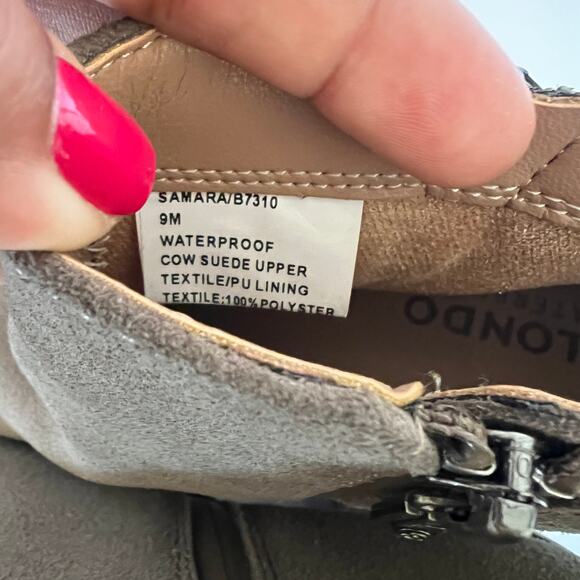 SAMARA/B7310
9M
WATERPROOF
COW SUEDE UPPER
TEXTILE/PU LINING
TEXTILE:100% POLYSTER
LONDO